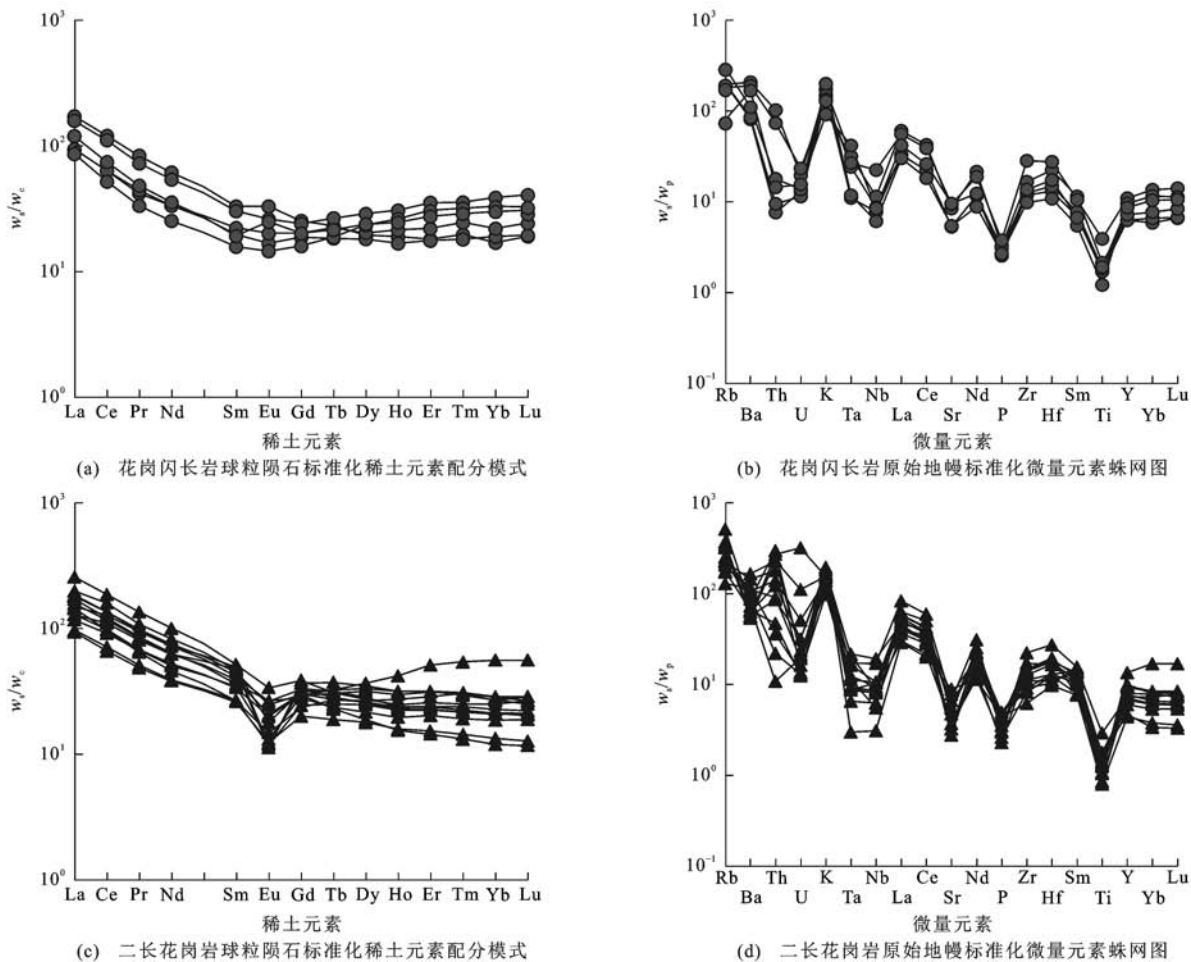 10³
10²
10¹
10⁰
wₛ/w꜀
La Ce Pr Nd Sm Eu Gd Tb Dy Ho Er Tm Yb Lu
稀土元素
(a) 花岗闪长岩球粒陨石标准化稀土元素配分模式
10³
10²
10¹
10⁰
10⁻¹
wₛ/wₚ
Rb Th K Nb Ce Nd Zr Sm Y Lu
Ba U Ta La Sr P Hf Ti Yb
微量元素
(b) 花岗闪长岩原始地幔标准化微量元素蛛网图
10³
10²
10¹
10⁰
wₛ/w꜀
La Ce Pr Nd Sm Eu Gd Tb Dy Ho Er Tm Yb Lu
稀土元素
(c) 二长花岗岩球粒陨石标准化稀土元素配分模式
10³
10²
10¹
10⁰
10⁻¹
wₛ/wₚ
Rb Th K Nb Ce Nd Zr Sm Y Lu
Ba U Ta La Sr P Hf Ti Yb
微量元素
(d) 二长花岗岩原始地幔标准化微量元素蛛网图